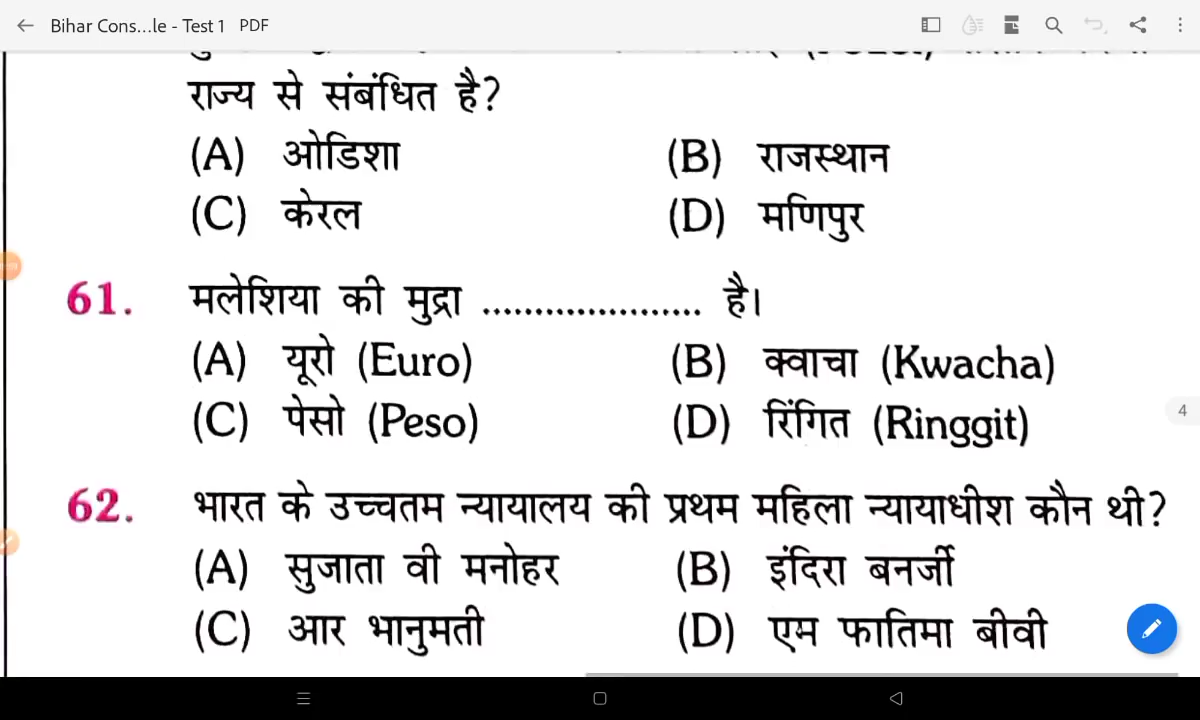 Bihar Cons...le - Test 1 PDF
राज्य से संबंधित है?
(A) ओडिशा (B) राजस्थान
(C) केरल (D) मणिपुर
61. मलेशिया की मुद्रा ..................... है।
(A) यूरो (Euro) (B) क्वाचा (Kwacha)
(C) पेसो (Peso) (D) रिंगित (Ringgit)
4
62. भारत के उच्चतम न्यायालय की प्रथम महिला न्यायाधीश कौन थी?
(A) सुजाता वी मनोहर (B) इंदिरा बनर्जी
(C) आर भानुमती (D) एम फातिमा बीवी